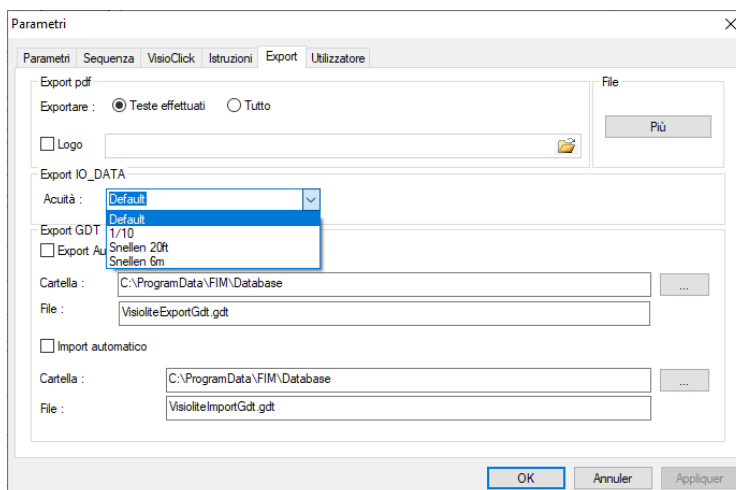 Parametri
Parametri Sequenza VisioClick Istruzioni Export Utilizzatore
Export pdf
Exportare : Teste effettuati Tutto
Logo
File
Più
Export IO_DATA
Acuità : Default
Default
1/10
Snellen 20ft
Snellen 6m
Export GDT
Export Au
Cartella : C:\ProgramData\FIM\Database ...
File : VisioliteExportGdt.gdt
Import automatico
Cartella : C:\ProgramData\FIM\Database ...
File : VisioliteImportGdt.gdt
OK Annuler Appliquer